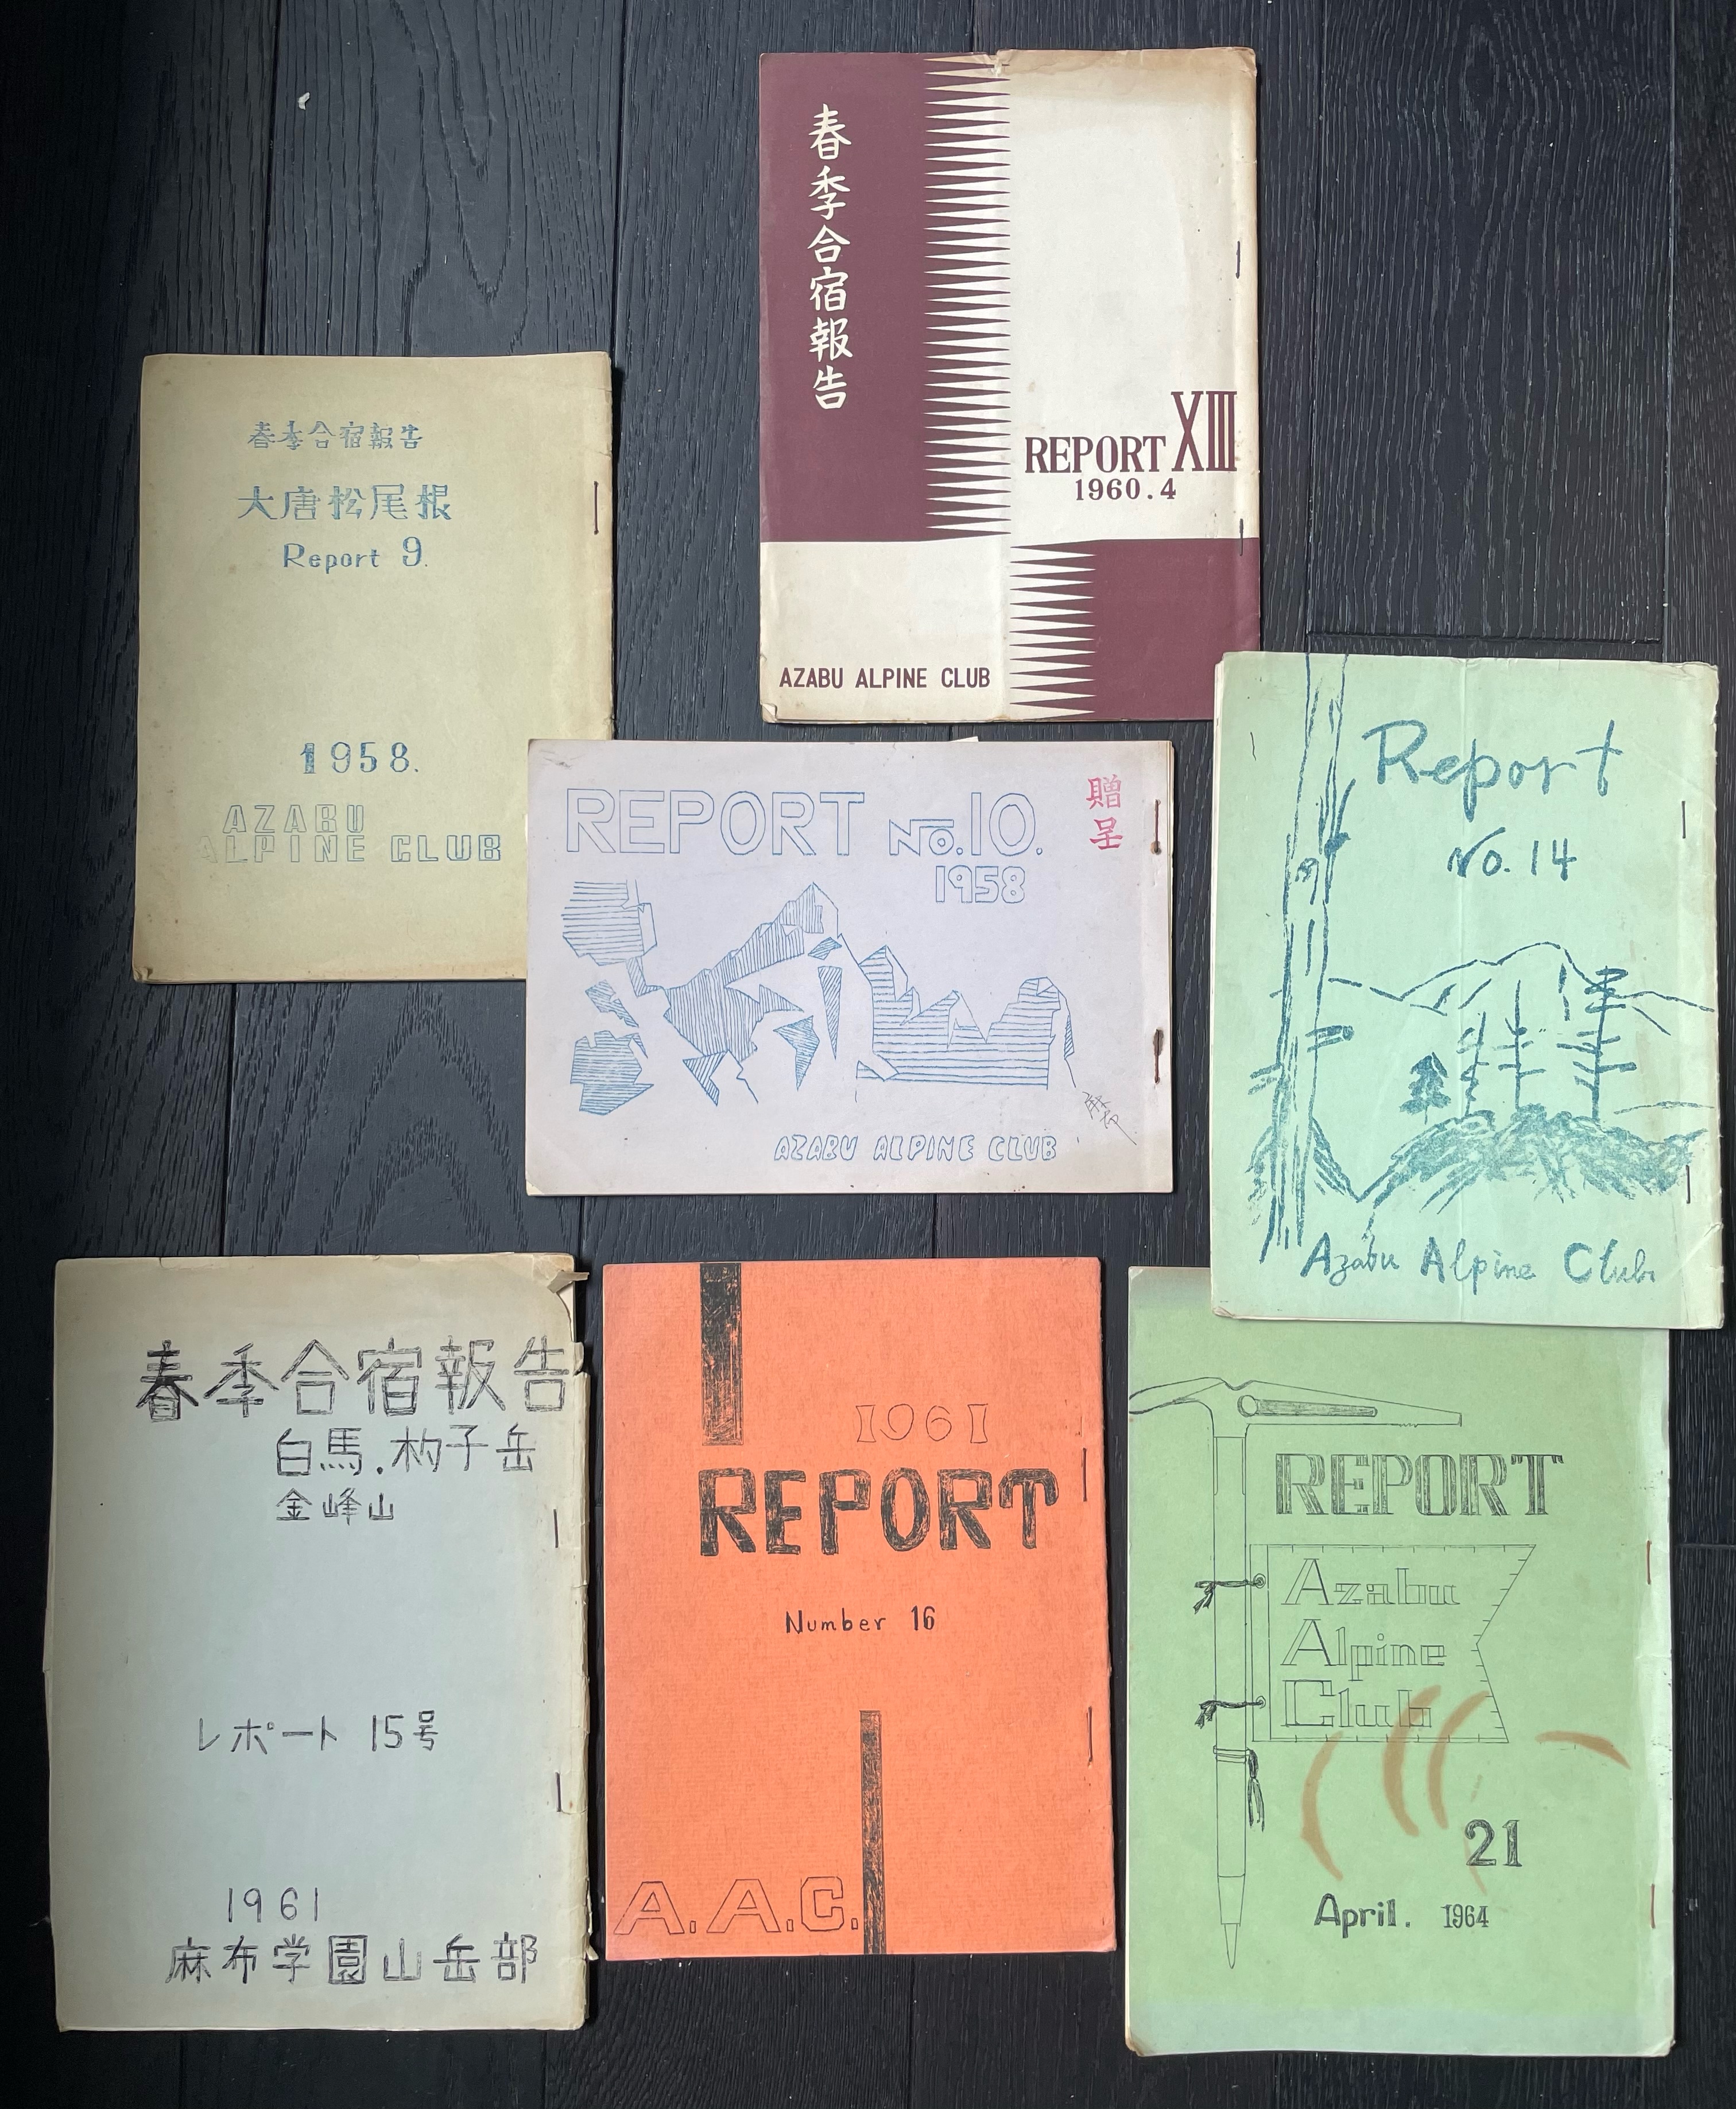 春季合宿報告
REPORT XIII
1960.4
AZABU ALPINE CLUB
春季合宿報告
大唐松尾根
Report 9.
1958.
AZABU
ALPINE CLUB
REPORT No.10.
1958
贈呈
麻布
AZABU ALPINE CLUB
Report
No. 14
Azabu Alpine Club
春季合宿報告
白馬.杓子岳
金峰山
レポート 15号
1961
麻布学園山岳部
1961
REPORT
Number 16
A.A.C.
REPORT
Azabu
Alpine
Club
21
April. 1964